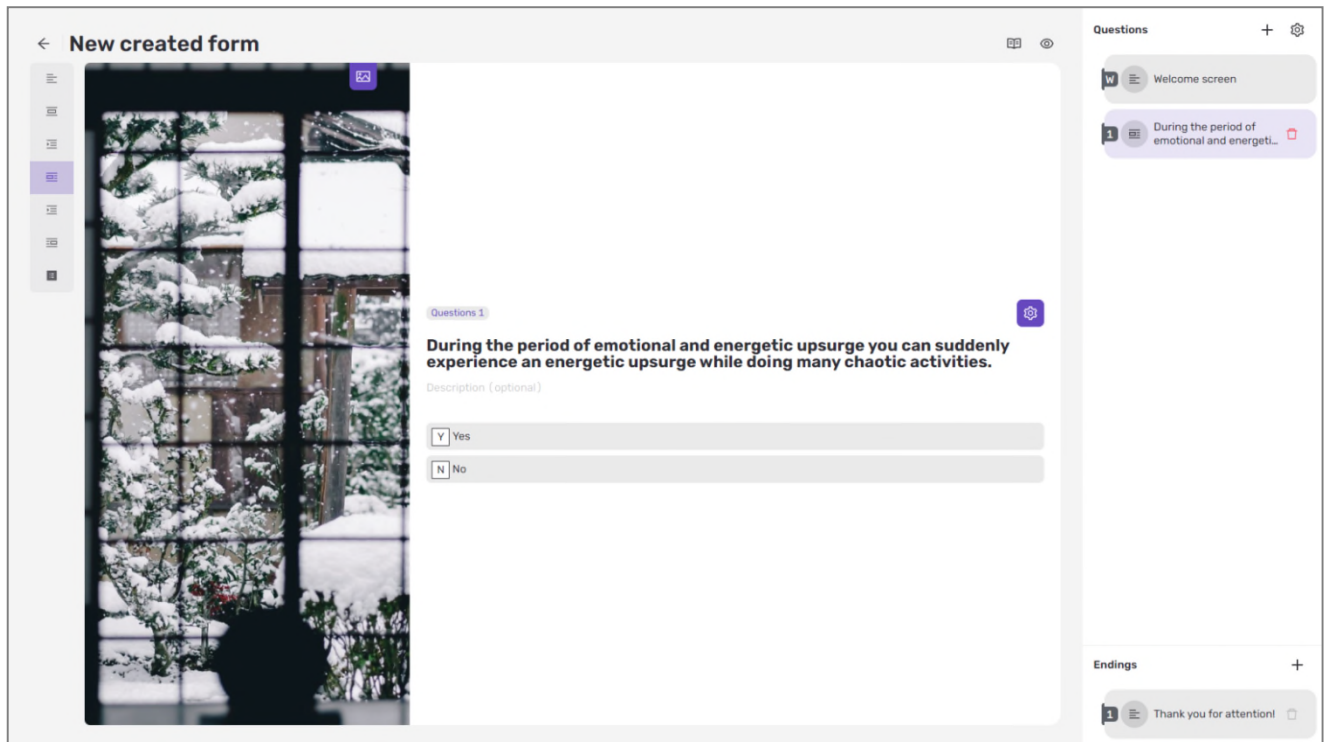 New created form
Questions
W
Welcome screen
1
During the period of
emotional and energeti...
Questions 1
During the period of emotional and energetic upsurge you can suddenly
experience an energetic upsurge while doing many chaotic activities.
Description (optional)
Y Yes
N No
Endings
1
Thank you for attention!